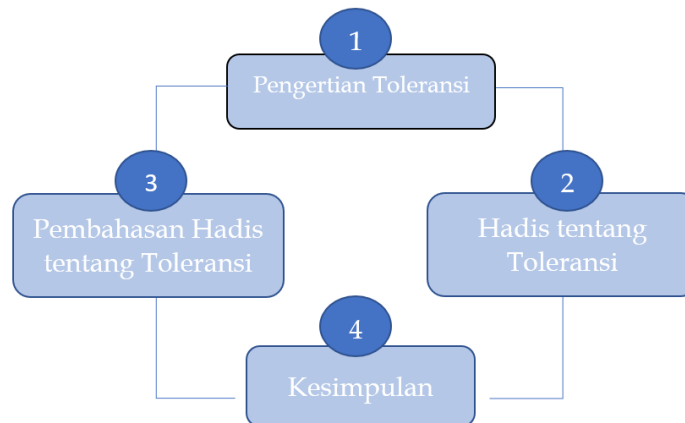 1
Pengertian Toleransi
2
Hadis tentang
Toleransi
3
Pembahasan Hadis
tentang Toleransi
4
Kesimpulan